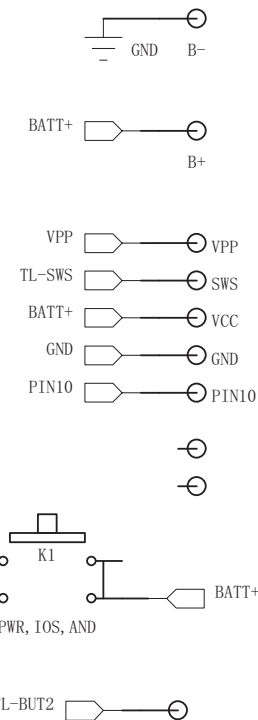 GND B-
BATT+
B+
VPP VPP
TL-SWS SWS
BATT+ VCC
GND GND
PIN10 PIN10
K1
BATT+
PWR, IOS, AND
TL-BUT2